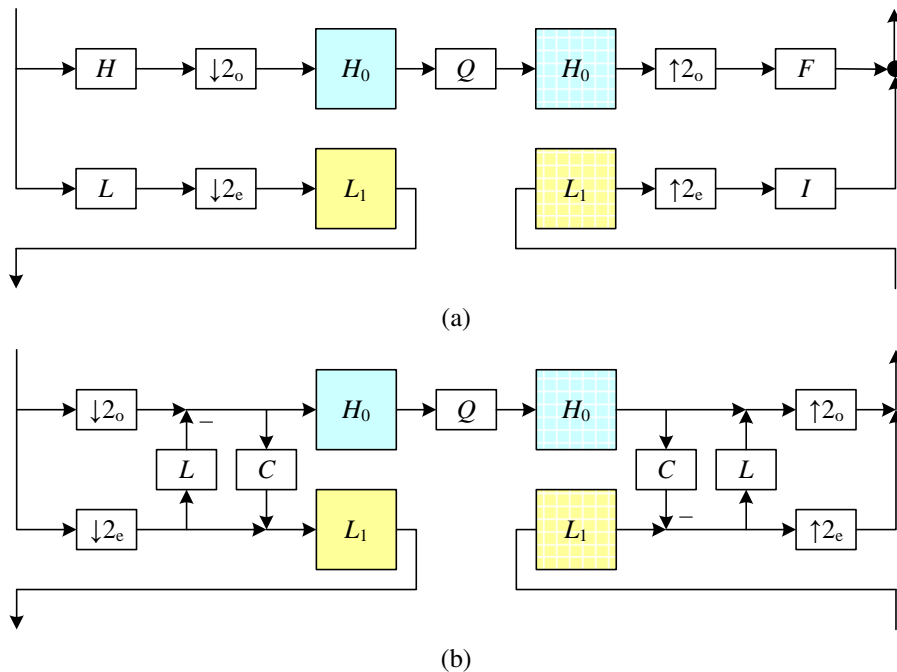 H ↓2ₒ H₀ Q H₀ ↑2ₒ F
L ↓2ₑ L₁ L₁ ↑2ₑ I
(a)
↓2ₒ – H₀ Q H₀ ↑2ₒ
L C C L
↓2ₑ L₁ L₁ – ↑2ₑ
(b)